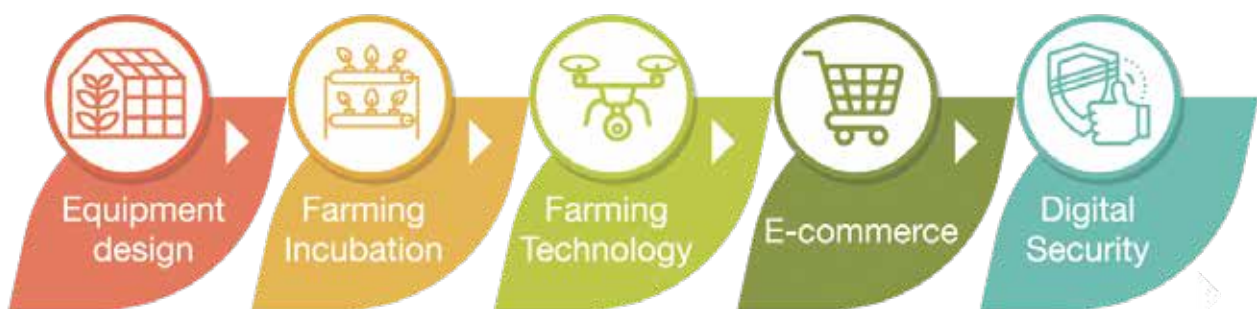 Equipment
design
Farming
Incubation
Farming
Technology
E-commerce
Digital
Security